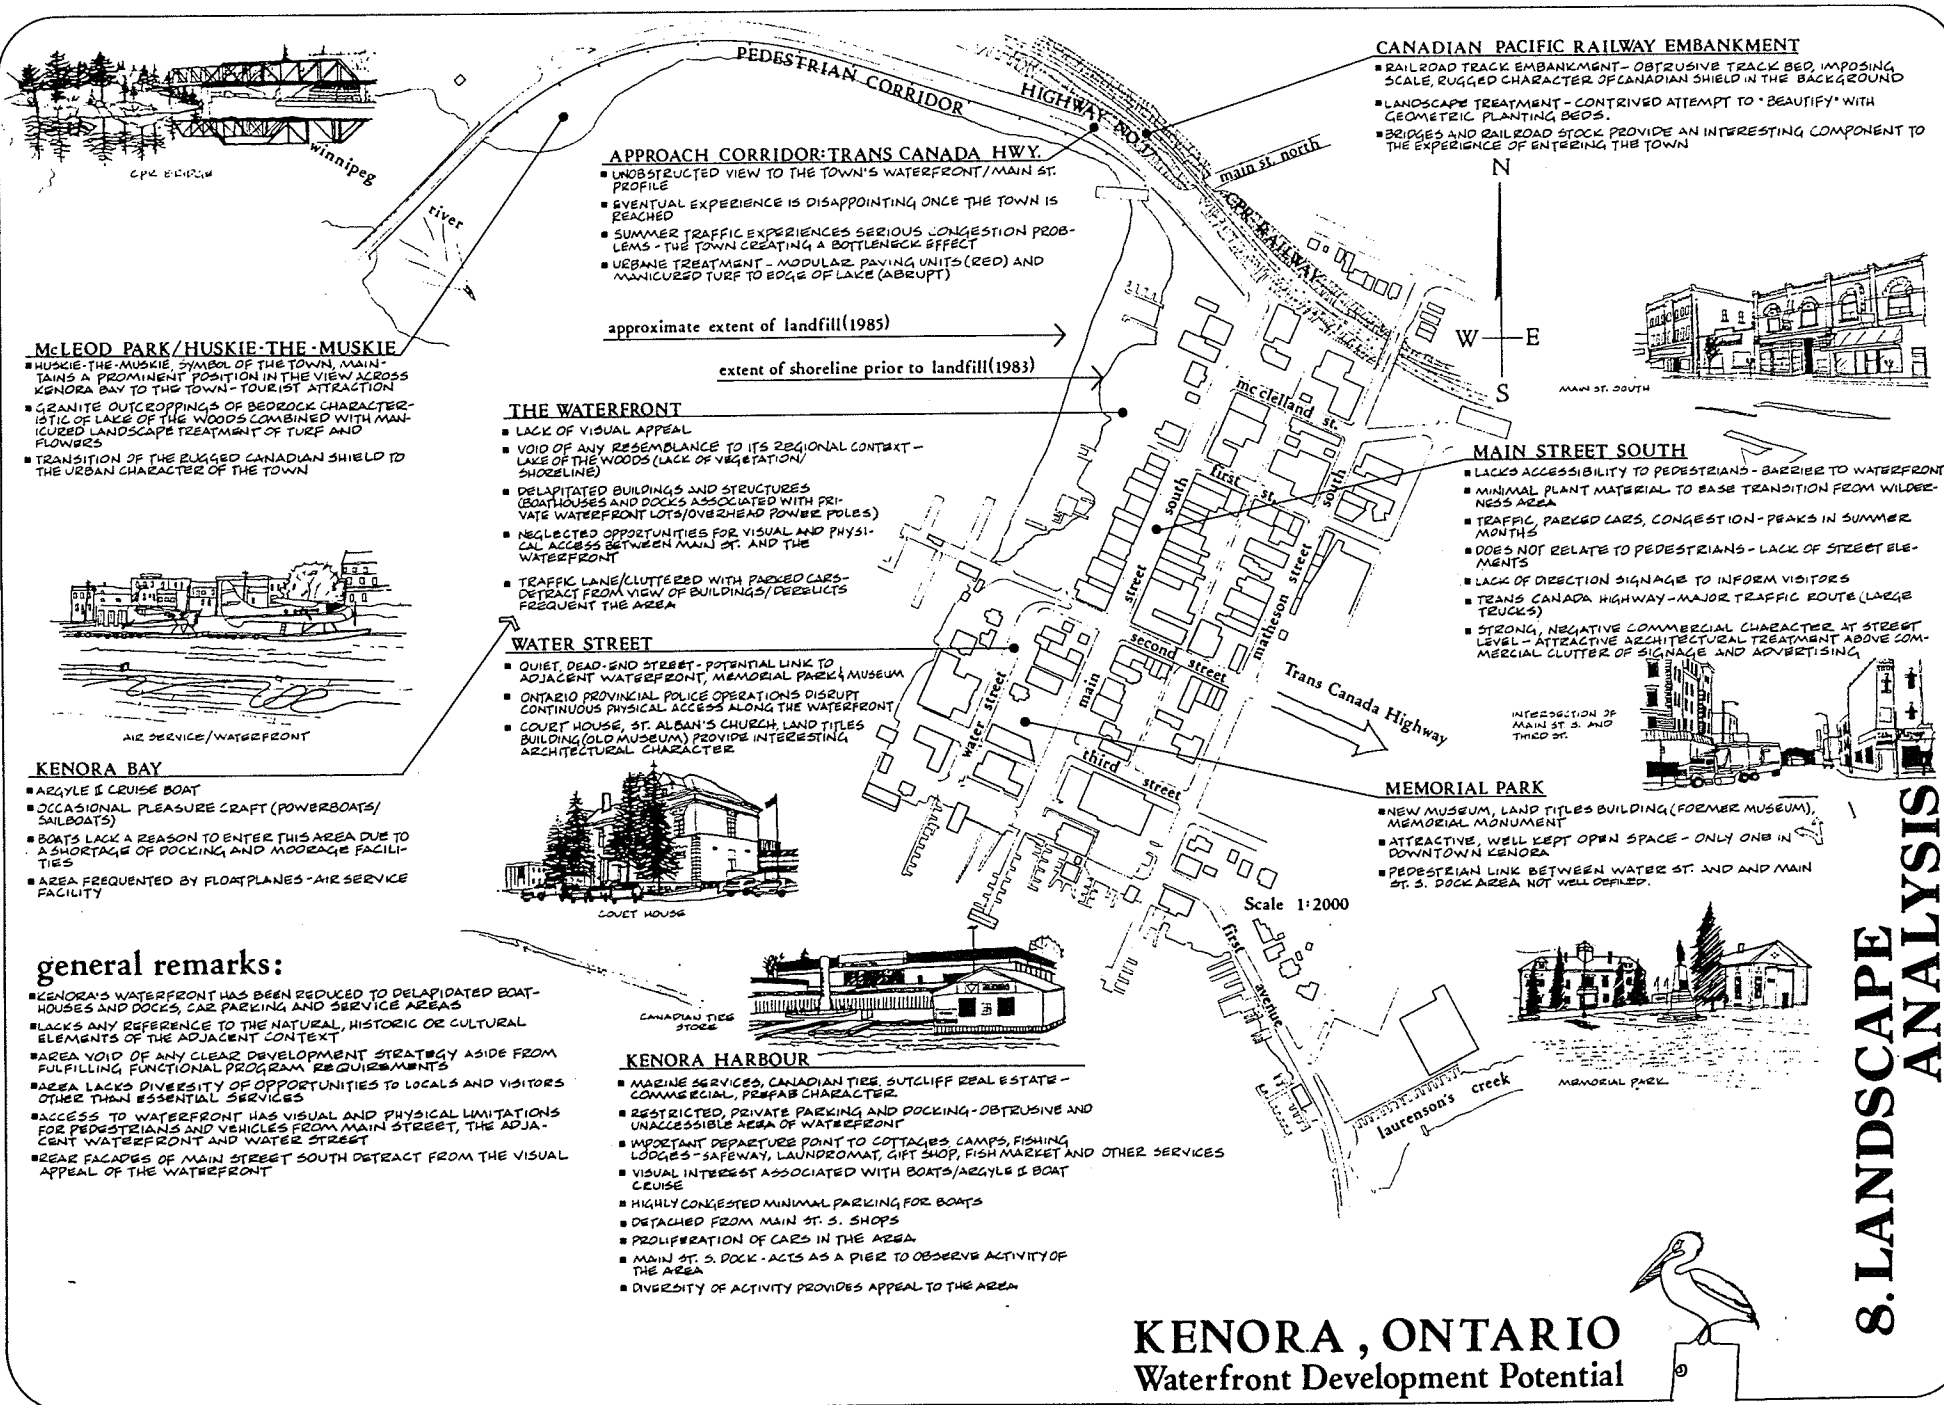 CPR BRIDGE
winnipeg
river
PEDESTRIAN CORRIDOR
HIGHWAY NO. 17
main st. north
CPR RAILWAY
CANADIAN PACIFIC RAILWAY EMBANKMENT
▪ RAILROAD TRACK EMBANKMENT - OBTRUSIVE TRACK BED, IMPOSING
SCALE, RUGGED CHARACTER OF CANADIAN SHIELD IN THE BACKGROUND
▪ LANDSCAPE TREATMENT - CONTRIVED ATTEMPT TO "BEAUTIFY" WITH
GEOMETRIC PLANTING BEDS.
▪ BRIDGES AND RAILROAD STOCK PROVIDE AN INTERESTING COMPONENT TO
THE EXPERIENCE OF ENTERING THE TOWN
APPROACH CORRIDOR: TRANS CANADA HWY.
▪ UNOBSTRUCTED VIEW TO THE TOWN'S WATERFRONT/MAIN ST.
PROFILE
▪ EVENTUAL EXPERIENCE IS DISAPPOINTING ONCE THE TOWN IS
REACHED
▪ SUMMER TRAFFIC EXPERIENCES SERIOUS CONGESTION PROB-
LEMS - THE TOWN CREATING A BOTTLENECK EFFECT
▪ URBANE TREATMENT - MODULAR PAVING UNITS (RED) AND
MANICURED TURF TO EDGE OF LAKE (ABRUPT)
N
W E
S
approximate extent of landfill(1985)
extent of shoreline prior to landfill(1983)
McLEOD PARK/HUSKIE-THE-MUSKIE
▪ HUSKIE-THE-MUSKIE, SYMBOL OF THE TOWN, MAIN
TAINS A PROMINENT POSITION IN THE VIEW ACROSS
KENORA BAY TO THE TOWN - TOURIST ATTRACTION
▪ GRANITE OUTCROPPINGS OF BEDROCK CHARACTER-
ISTIC OF LAKE OF THE WOODS COMBINED WITH MAN-
ICURED LANDSCAPE TREATMENT OF TURF AND
FLOWERS
▪ TRANSITION OF THE RUGGED CANADIAN SHIELD TO
THE URBAN CHARACTER OF THE TOWN
THE WATERFRONT
▪ LACK OF VISUAL APPEAL
▪ VOID OF ANY RESEMBLANCE TO ITS REGIONAL CONTEXT -
LAKE OF THE WOODS (LACK OF VEGETATION/
SHORELINE)
▪ DELAPITATED BUILDINGS AND STRUCTURES
(BOATHOUSES AND DOCKS ASSOCIATED WITH PRI-
VATE WATERFRONT LOTS/OVERHEAD POWER POLES)
▪ NEGLECTED OPPORTUNITIES FOR VISUAL AND PHYSI-
CAL ACCESS BETWEEN MAIN ST. AND THE
WATERFRONT
▪ TRAFFIC LANE/CLUTTERED WITH PARKED CARS-
DETRACT FROM VIEW OF BUILDINGS/DERELICTS
FREQUENT THE AREA
WATER STREET
▪ QUIET, DEAD-END STREET - POTENTIAL LINK TO
ADJACENT WATERFRONT, MEMORIAL PARK & MUSEUM
▪ ONTARIO PROVINCIAL POLICE OPERATIONS DISRUPT
CONTINUOUS PHYSICAL ACCESS ALONG THE WATERFRONT
▪ COURT HOUSE, ST. ALBAN'S CHURCH, LAND TITLES
BUILDING (OLD MUSEUM) PROVIDE INTERESTING
ARCHITECTURAL CHARACTER
COURT HOUSE
AIR SERVICE/WATERFRONT
KENORA BAY
▪ ARGYLE II CRUISE BOAT
▪ OCCASIONAL PLEASURE CRAFT (POWERBOATS/
SAILBOATS)
▪ BOATS LACK A REASON TO ENTER THIS AREA DUE TO
A SHORTAGE OF DOCKING AND MOORAGE FACILI-
TIES
▪ AREA FREQUENTED BY FLOATPLANES - AIR SERVICE
FACILITY
general remarks:
▪ KENORA'S WATERFRONT HAS BEEN REDUCED TO DELAPIDATED BOAT-
HOUSES AND DOCKS, CAR PARKING AND SERVICE AREAS
▪ LACKS ANY REFERENCE TO THE NATURAL, HISTORIC OR CULTURAL
ELEMENTS OF THE ADJACENT CONTEXT
▪ AREA VOID OF ANY CLEAR DEVELOPMENT STRATEGY ASIDE FROM
FULFILLING FUNCTIONAL PROGRAM REQUIREMENTS
▪ AREA LACKS DIVERSITY OF OPPORTUNITIES TO LOCALS AND VISITORS
OTHER THAN ESSENTIAL SERVICES
▪ ACCESS TO WATERFRONT HAS VISUAL AND PHYSICAL LIMITATIONS
FOR PEDESTRIANS AND VEHICLES FROM MAIN STREET, THE ADJA-
CENT WATERFRONT AND WATER STREET
▪ REAR FACADES OF MAIN STREET SOUTH DETRACT FROM THE VISUAL
APPEAL OF THE WATERFRONT
CANADIAN TIRE
STORE
KENORA HARBOUR
▪ MARINE SERVICES, CANADIAN TIRE, SUTCLIFF REAL ESTATE -
COMMERCIAL, PREFAB CHARACTER
▪ RESTRICTED, PRIVATE PARKING AND DOCKING - OBTRUSIVE AND
UNACCESSIBLE AREA OF WATERFRONT
▪ IMPORTANT DEPARTURE POINT TO COTTAGES, CAMPS, FISHING
LODGES - SAFEWAY, LAUNDROMAT, GIFT SHOP, FISH MARKET AND OTHER SERVICES
▪ VISUAL INTEREST ASSOCIATED WITH BOATS/ARGYLE II BOAT
CRUISE
▪ HIGHLY CONGESTED MINIMAL PARKING FOR BOATS
▪ DETACHED FROM MAIN ST. S. SHOPS
▪ PROLIFERATION OF CARS IN THE AREA
▪ MAIN ST. S. DOCK - ACTS AS A PIER TO OBSERVE ACTIVITY OF
THE AREA
▪ DIVERSITY OF ACTIVITY PROVIDES APPEAL TO THE AREA
mc clelland st.
first st. south
main street south
matheson street
second street
water street
third street
Trans Canada Highway
Scale 1:2000
first avenue
laurenson's creek
MAIN ST. SOUTH
MAIN STREET SOUTH
▪ LACKS ACCESSIBILITY TO PEDESTRIANS - BARRIER TO WATERFRONT
▪ MINIMAL PLANT MATERIAL TO EASE TRANSITION FROM WILDER-
NESS AREA
▪ TRAFFIC, PARKED CARS, CONGESTION - PEAKS IN SUMMER
MONTHS
▪ DOES NOT RELATE TO PEDESTRIANS - LACK OF STREET ELE-
MENTS
▪ LACK OF DIRECTION SIGNAGE TO INFORM VISITORS
▪ TRANS CANADA HIGHWAY - MAJOR TRAFFIC ROUTE (LARGE
TRUCKS)
▪ STRONG, NEGATIVE COMMERCIAL CHARACTER AT STREET
LEVEL - ATTRACTIVE ARCHITECTURAL TREATMENT ABOVE COM-
MERCIAL CLUTTER OF SIGNAGE AND ADVERTISING
INTERSECTION OF
MAIN ST. S. AND
THIRD ST.
MEMORIAL PARK
▪ NEW MUSEUM, LAND TITLES BUILDING (FORMER MUSEUM),
MEMORIAL MONUMENT
▪ ATTRACTIVE, WELL KEPT OPEN SPACE - ONLY ONE IN
DOWNTOWN KENORA
▪ PEDESTRIAN LINK BETWEEN WATER ST. AND AND MAIN
ST. S. DOCK AREA NOT WELL DEFINED.
MEMORIAL PARK
8. LANDSCAPE
ANALYSIS
KENORA, ONTARIO
Waterfront Development Potential